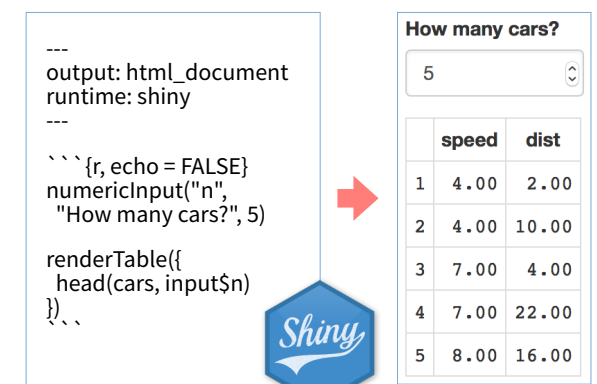 ---
output: html_document
runtime: shiny
---
```{r, echo = FALSE}
numericInput("n",
  "How many cars?", 5)
renderTable({
  head(cars, input$n)
})
```
Shiny
How many cars?
5
speed dist
1 4.00 2.00
2 4.00 10.00
3 7.00 4.00
4 7.00 22.00
5 8.00 16.00